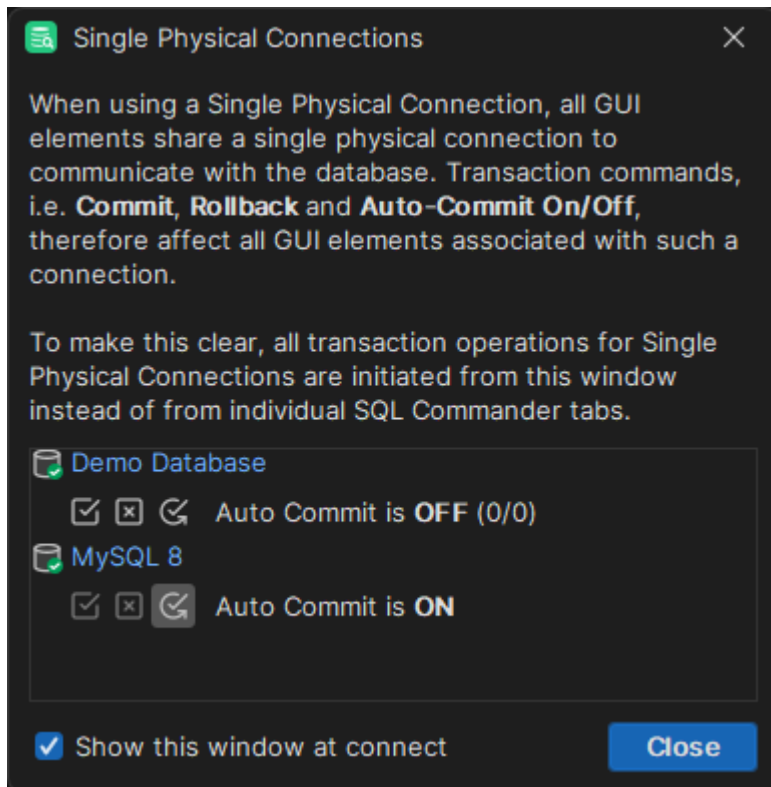 Single Physical Connections
When using a Single Physical Connection, all GUI
elements share a single physical connection to
communicate with the database. Transaction commands,
i.e. Commit, Rollback and Auto-Commit On/Off,
therefore affect all GUI elements associated with such a
connection.
To make this clear, all transaction operations for Single
Physical Connections are initiated from this window
instead of from individual SQL Commander tabs.
Demo Database
Auto Commit is OFF (0/0)
MySQL 8
Auto Commit is ON
Show this window at connect
Close